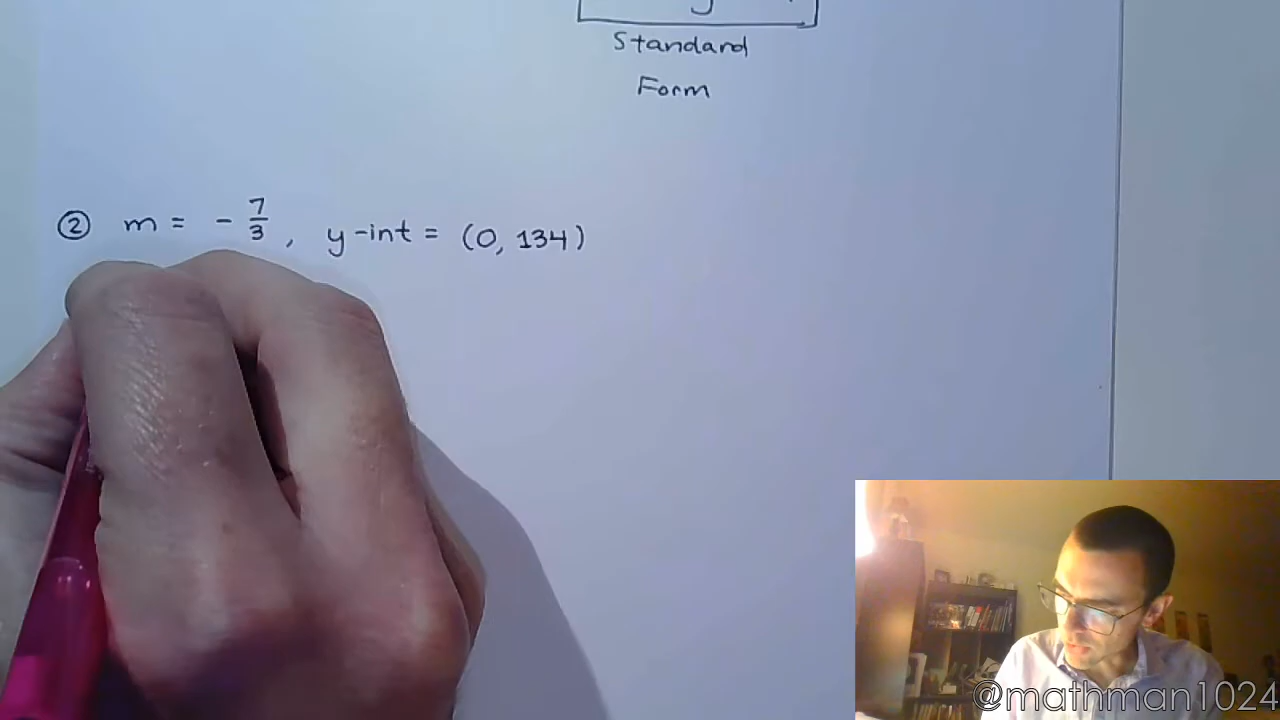 Standard
Form
② m = - 7/3 , y-int = (0, 134)
@mathman1024